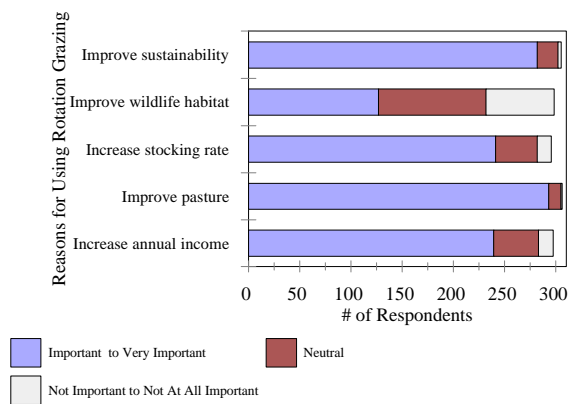 Reasons for Using Rotation Grazing
Improve sustainability
Improve wildlife habitat
Increase stocking rate
Improve pasture
Increase annual income
0 50 100 150 200 250 300
# of Respondents
Important to Very Important
Neutral
Not Important to Not At All Important